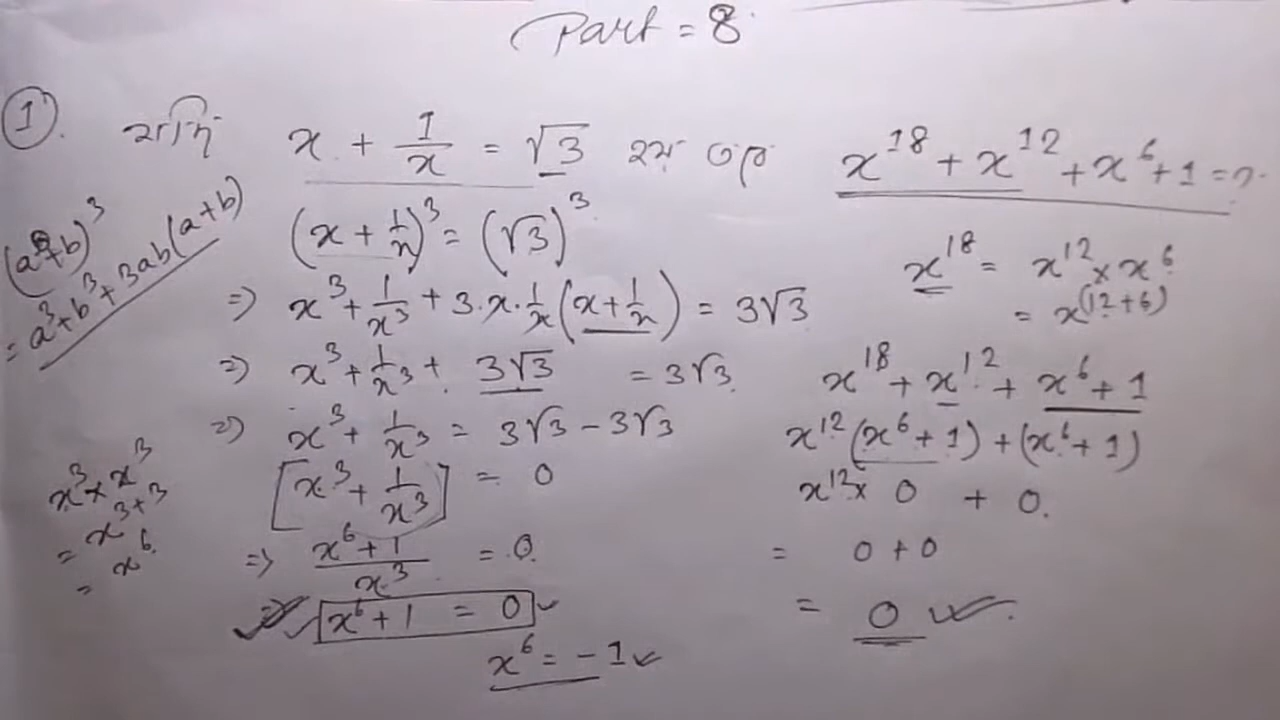 Part = 8
1. যদি x + 1/x = √3 হয় তবে x^18 + x^12 + x^6 + 1 = ?
(a+b)^3
= a^3+b^3+3ab(a+b)
(x + 1/x)^3 = (√3)^3
⇒ x^3 + 1/x^3 + 3.x.1/x(x + 1/x) = 3√3
⇒ x^3 + 1/x^3 + 3√3 = 3√3
⇒ x^3 + 1/x^3 = 3√3 - 3√3
[x^3 + 1/x^3] = 0
⇒ x^6+1/x^3 = 0
⇒ x^6+1 = 0
x^6 = -1
x^3 × x^3
= x^3+3
= x^6
x^18 = x^12 × x^6
= x^(12+6)
x^18 + x^12 + x^6 + 1
x^12(x^6+1) + (x^6+1)
x^12 × 0 + 0
= 0 + 0
= 0